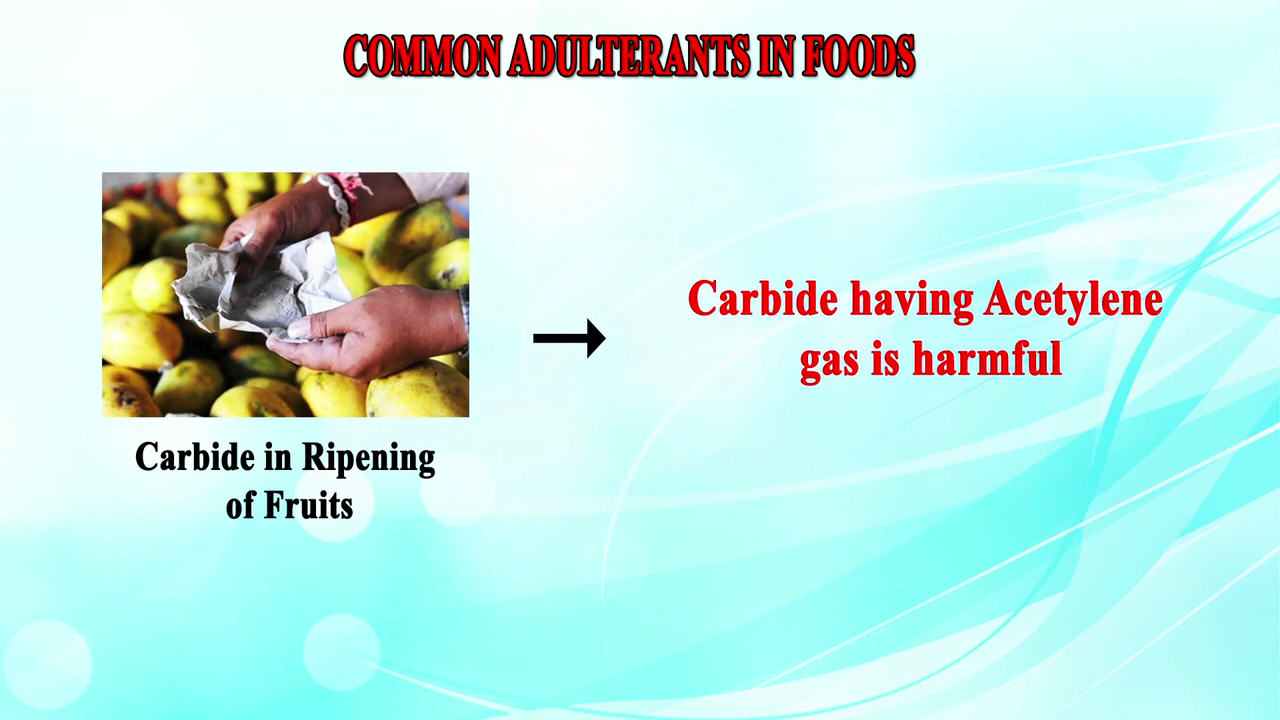 COMMON ADULTERANTS IN FOODS
Carbide having Acetylene
gas is harmful
Carbide in Ripening
of Fruits